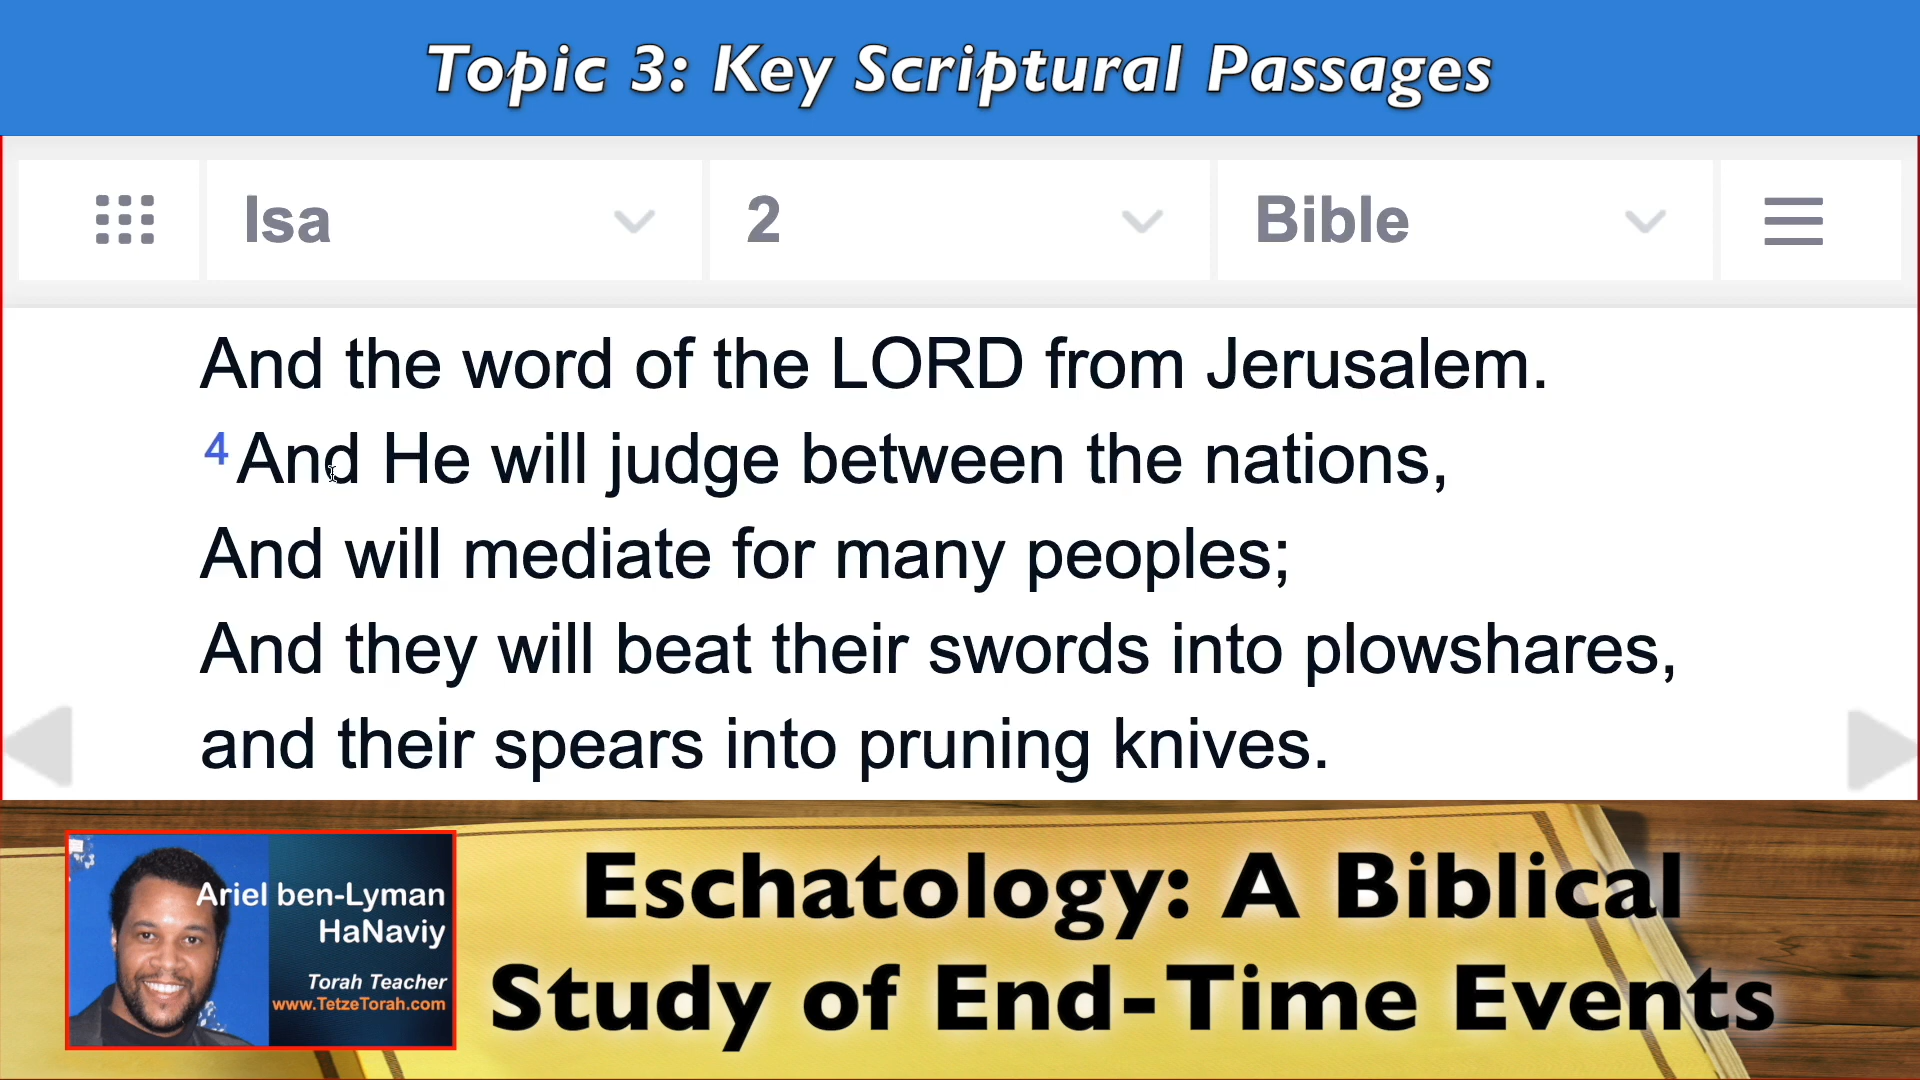 Topic 3: Key Scriptural Passages
Isa
2
Bible
And the word of the LORD from Jerusalem.
4 And He will judge between the nations,
And will mediate for many peoples;
And they will beat their swords into plowshares,
and their spears into pruning knives.
Ariel ben-Lyman
HaNaviy
Torah Teacher
www.TetzeTorah.com
Eschatology: A Biblical
Study of End-Time Events